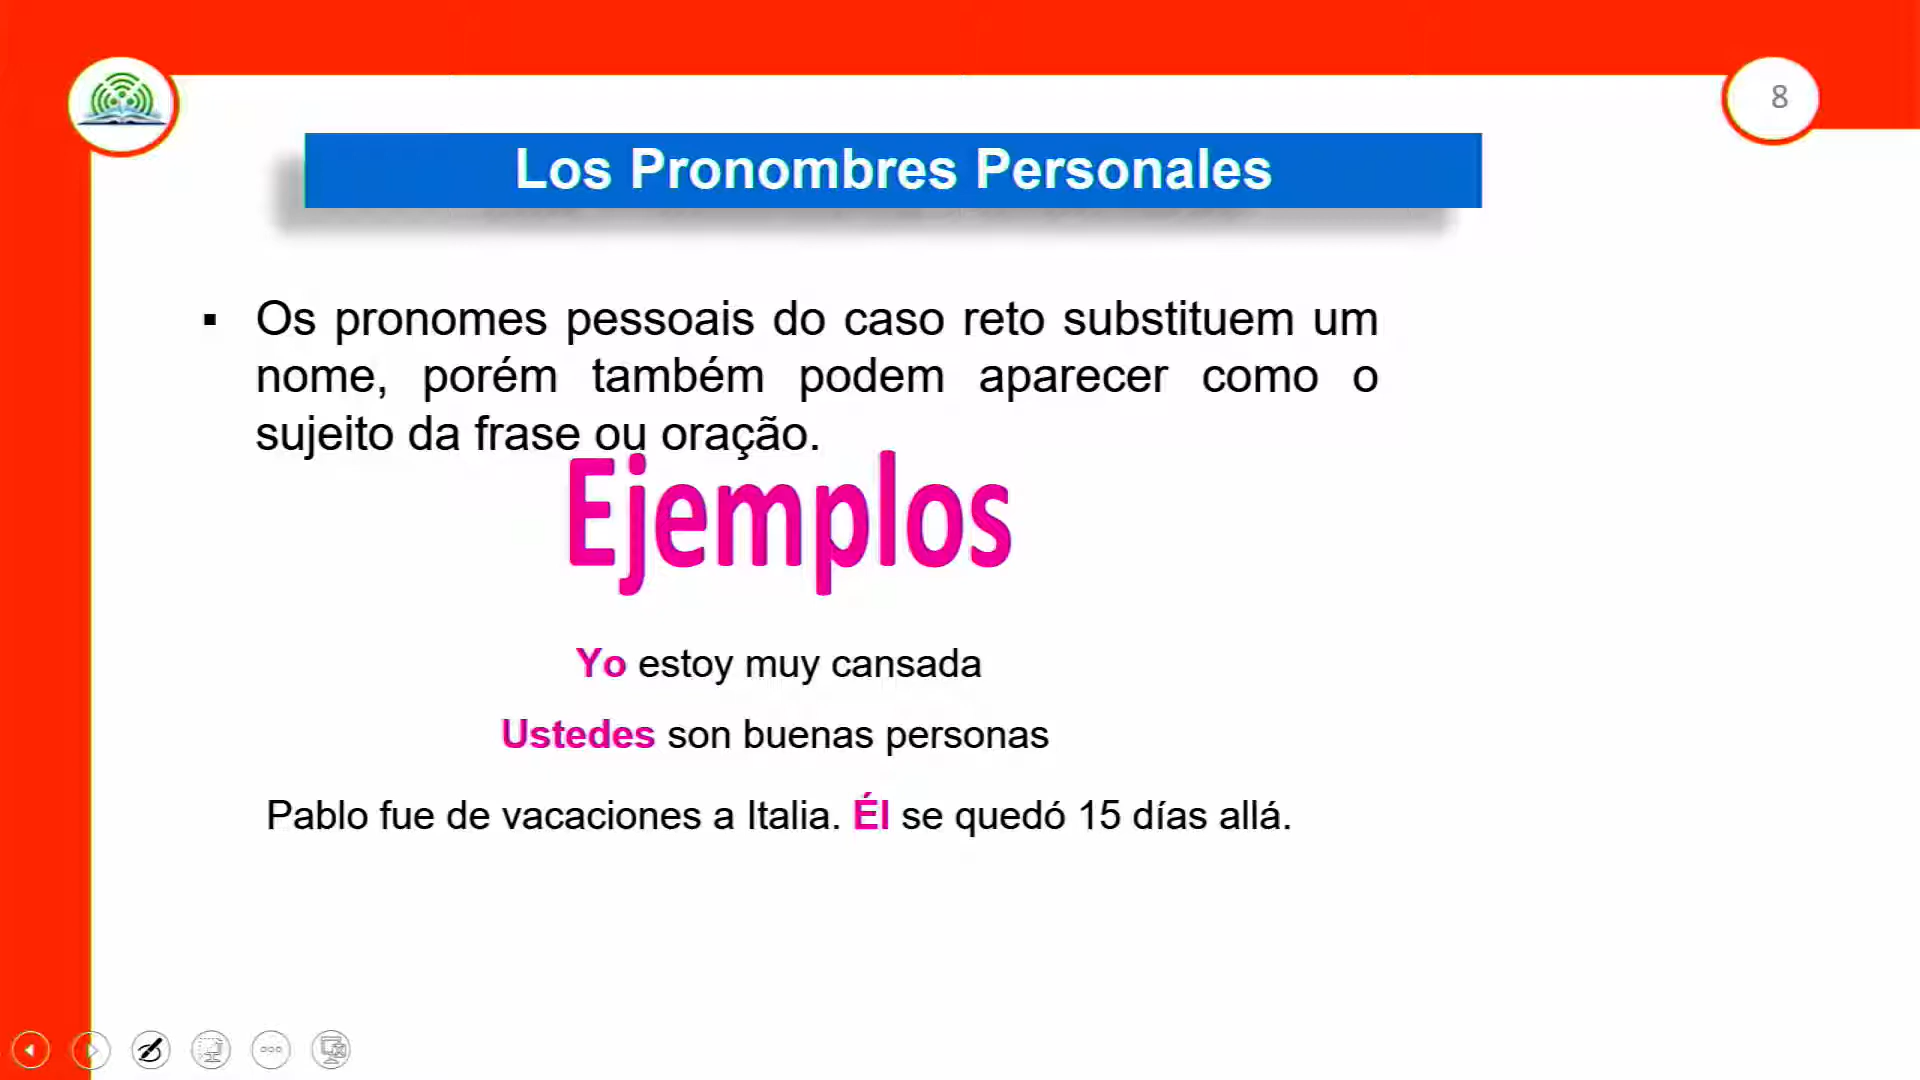 8
Los Pronombres Personales
▪ Os pronomes pessoais do caso reto substituem um
nome, porém também podem aparecer como o
sujeito da frase ou oração.
Ejemplos
Yo estoy muy cansada
Ustedes son buenas personas
Pablo fue de vacaciones a Italia. Él se quedó 15 días allá.